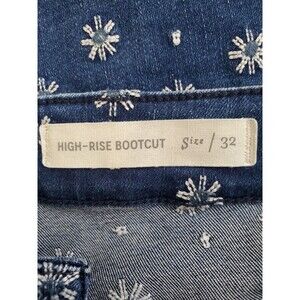 HIGH-RISE BOOTCUT Size / 32